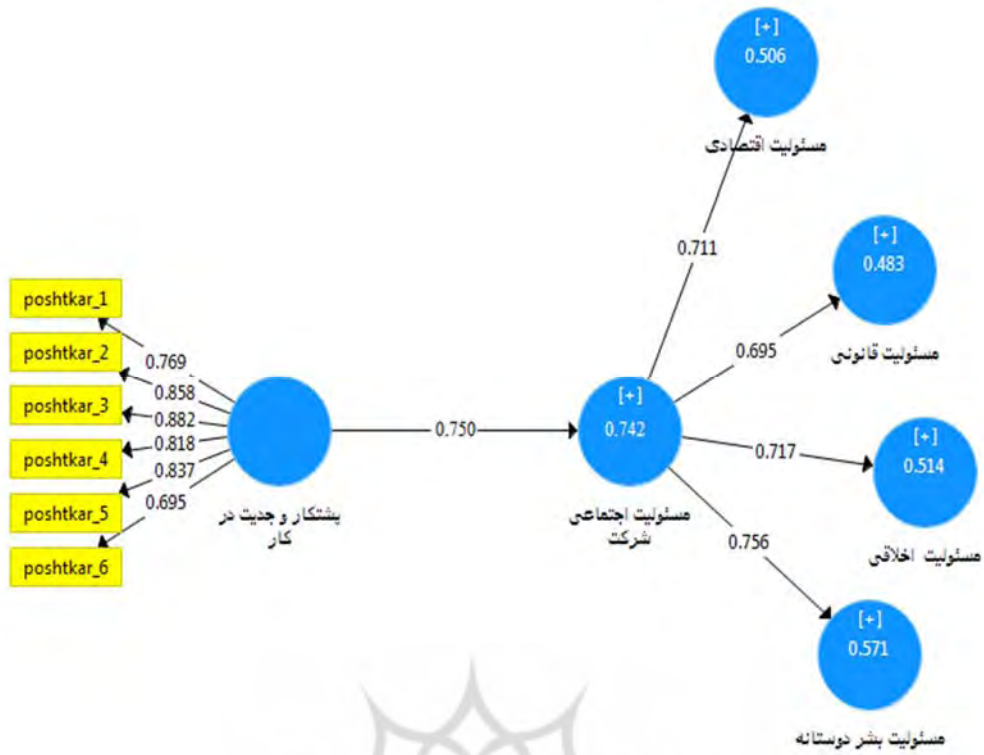 [+]
0.506
مسئولیت اقتصادی
0.711
[+]
0.483
مسئولیت قانونی
0.695
poshtkar_1
poshtkar_2
poshtkar_3
poshtkar_4
poshtkar_5
poshtkar_6
0.769
0.858
0.882
0.818
0.837
0.695
پشتکار و جدیت در
کار
0.750
[+]
0.742
مسئولیت اجتماعی
شرکت
0.717
[+]
0.514
مسئولیت اخلاقی
0.756
[+]
0.571
مسئولیت بشر دوستانه